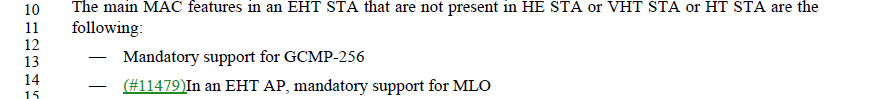 10 The main MAC features in an EHT STA that are not present in HE STA or VHT STA or HT STA are the
11 following:
12
13 — Mandatory support for GCMP-256
14 — (#11479)In an EHT AP, mandatory support for MLO
15